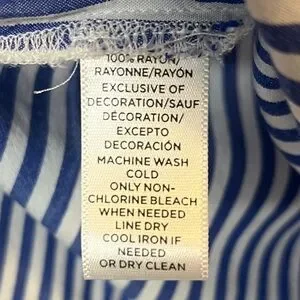 100% RAYON/
RAYONNE/RAYÓN
EXCLUSIVE OF
DECORATION/SAUF
DÉCORATION/
EXCEPTO
DECORACIÓN
MACHINE WASH
COLD
ONLY NON-
CHLORINE BLEACH
WHEN NEEDED
LINE DRY
COOL IRON IF
NEEDED
OR DRY CLEAN